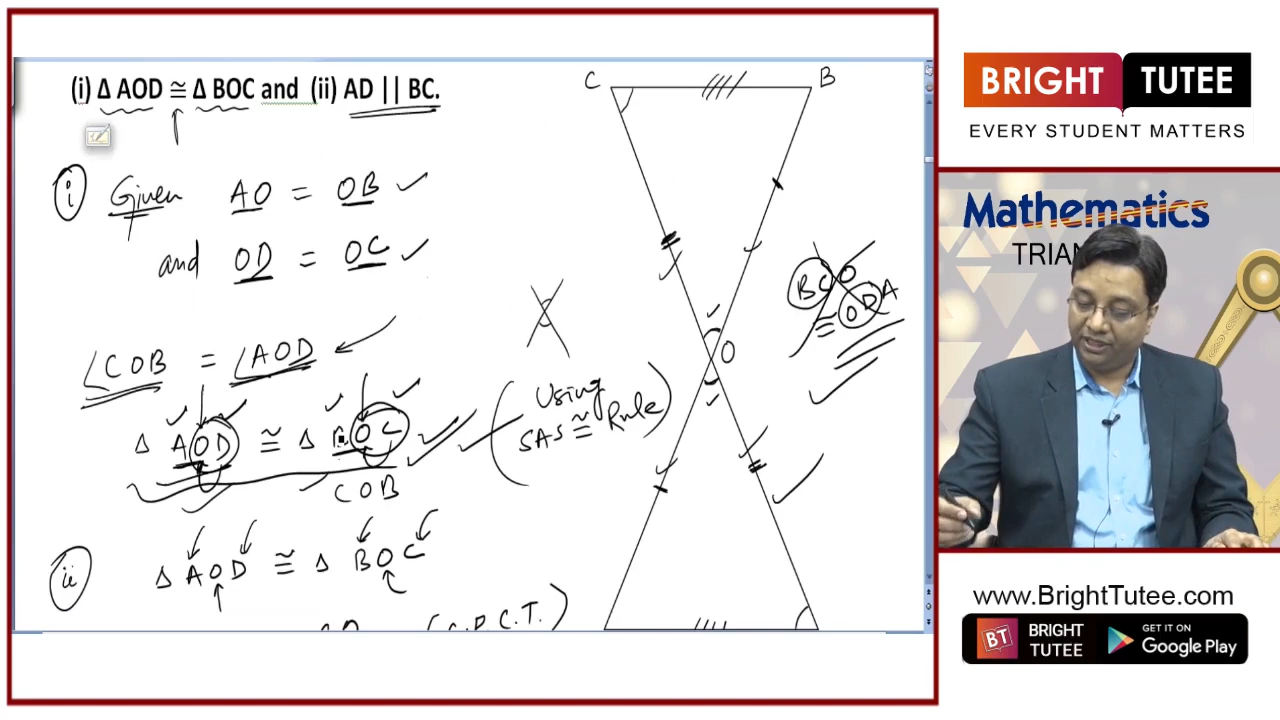 (i) Δ AOD ≅ Δ BOC and (ii) AD || BC.
i Given AO = OB ✓
and OD = OC ✓
∠COB = ∠AOD
Δ AOD ≅ Δ BOC
COB
(Using
SAS ≅ Rule)
ii Δ AOD ≅ Δ BOC
(C.P.C.T.)
C B
O
BCO
≅ ODA
BRIGHT TUTEE
EVERY STUDENT MATTERS
Mathematics
TRIAN
www.BrightTutee.com
BT BRIGHT TUTEE
GET IT ON
Google Play